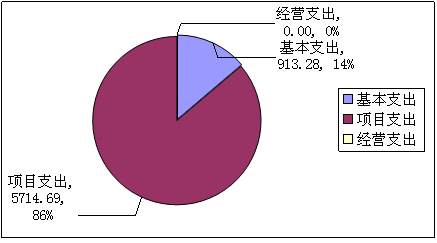 经营支出,
0.00, 0%
基本支出,
913.28, 14%
基本支出
项目支出
经营支出
项目支出,
5714.69,
86%